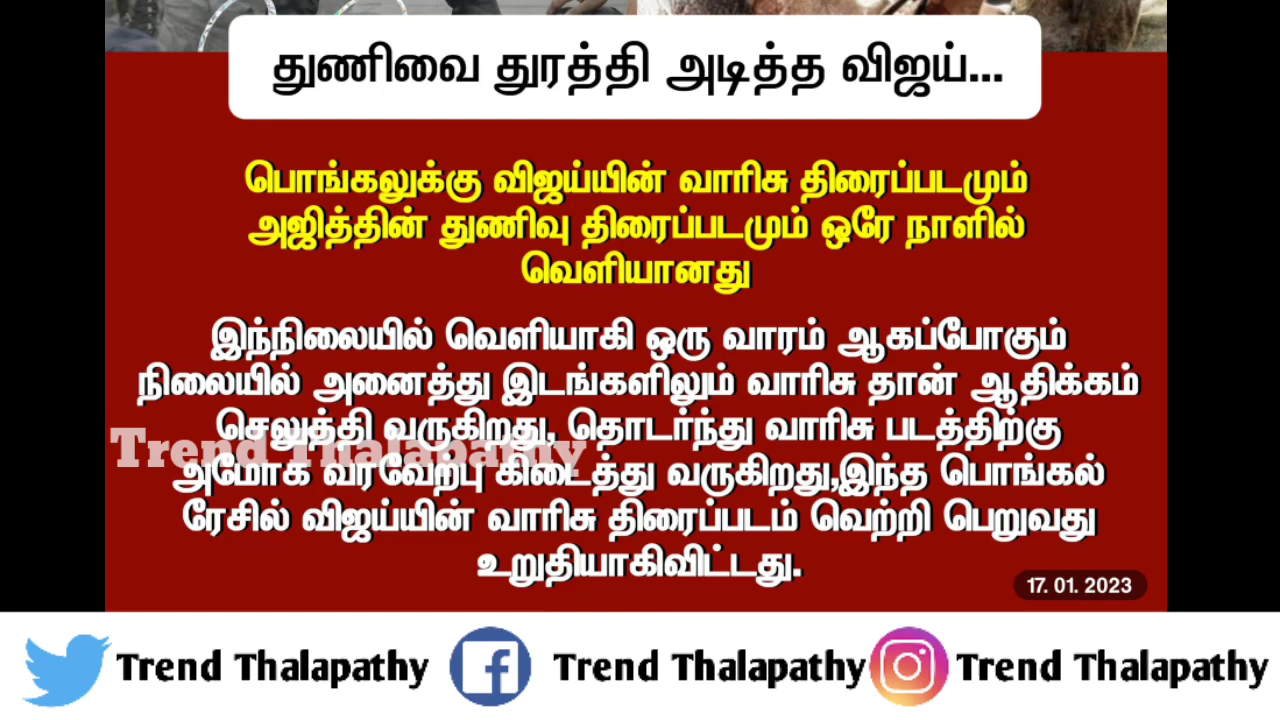 துணிவை துரத்தி அடித்த விஜய்...
பொங்கலுக்கு விஜய்யின் வாரிசு திரைப்படமும்
அஜித்தின் துணிவு திரைப்படமும் ஒரே நாளில்
வெளியானது
இந்நிலையில் வெளியாகி ஒரு வாரம் ஆகப்போகும்
நிலையில் அனைத்து இடங்களிலும் வாரிசு தான் ஆதிக்கம்
செலுத்தி வருகிறது, தொடர்ந்து வாரிசு படத்திற்கு
Trend Thalapathy
அமோக வரவேற்பு கிடைத்து வருகிறது,இந்த பொங்கல்
ரேசில் விஜய்யின் வாரிசு திரைப்படம் வெற்றி பெறுவது
உறுதியாகிவிட்டது.
17. 01. 2023
Trend Thalapathy Trend Thalapathy Trend Thalapathy